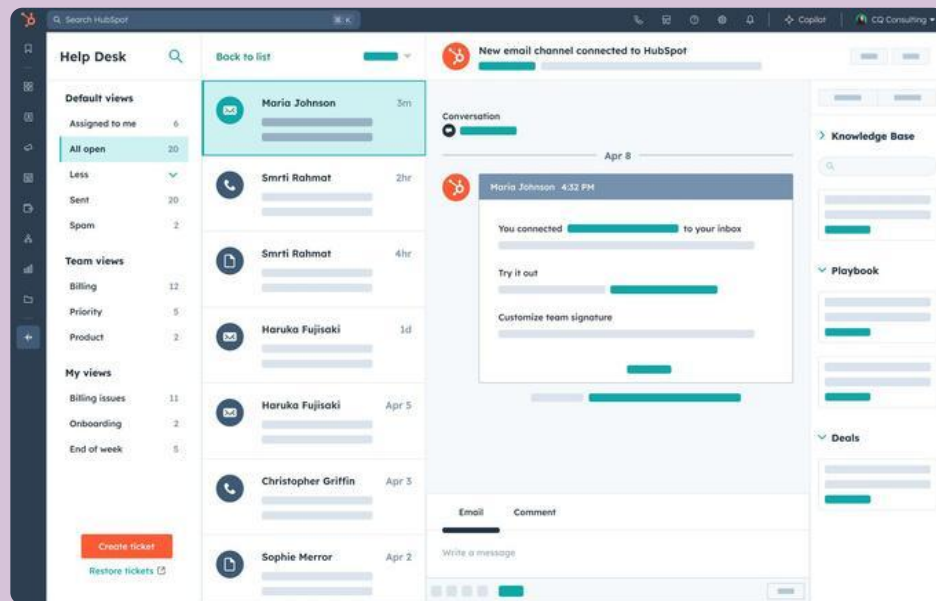 Search HubSpot
⌘ K
Copilot
CQ Consulting
Help Desk
Default views
Assigned to me 6
All open 20
Less
Sent 20
Spam 2
Team views
Billing 12
Priority 5
Product 2
My views
Billing issues 11
Onboarding 2
End of week 5
Create ticket
Restore tickets
Back to list
Maria Johnson 3m
Smrti Rahmat 2hr
Smrti Rahmat 4hr
Haruka Fujisaki 1d
Haruka Fujisaki Apr 5
Christopher Griffin Apr 3
Sophie Merror Apr 2
New email channel connected to HubSpot
Conversation
Apr 8
Maria Johnson 4:32 PM
You connected to your inbox
Try it out
Customize team signature
Email Comment
Write a message
Knowledge Base
Playbook
Deals